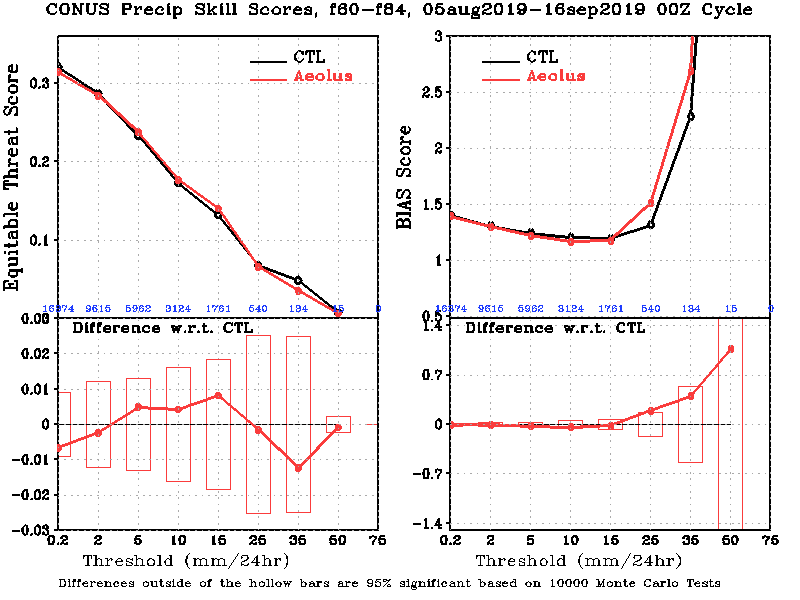 CONUS Precip Skill Scores, f60-f84, 05aug2019-16sep2019 00Z Cycle
Equitable Threat Score
0.3
0.2
0.1
0.00
CTL
Aeolus
9615 5962 3124 1761 540 134 15 0
Difference w.r.t. CTL
0.02
0.01
0
-0.01
-0.02
-0.03
0.2 2 5 10 15 25 35 50 75
Threshold (mm/24hr)
BIAS Score
3
2.5
2
1.5
1
0.5
CTL
Aeolus
9615 5962 3124 1761 540 134 15 0
Difference w.r.t. CTL
1.4
0.7
0
-0.7
-1.4
0.2 2 5 10 15 25 35 50 75
Threshold (mm/24hr)
Differences outside of the hollow bars are 95% significant based on 10000 Monte Carlo Tests